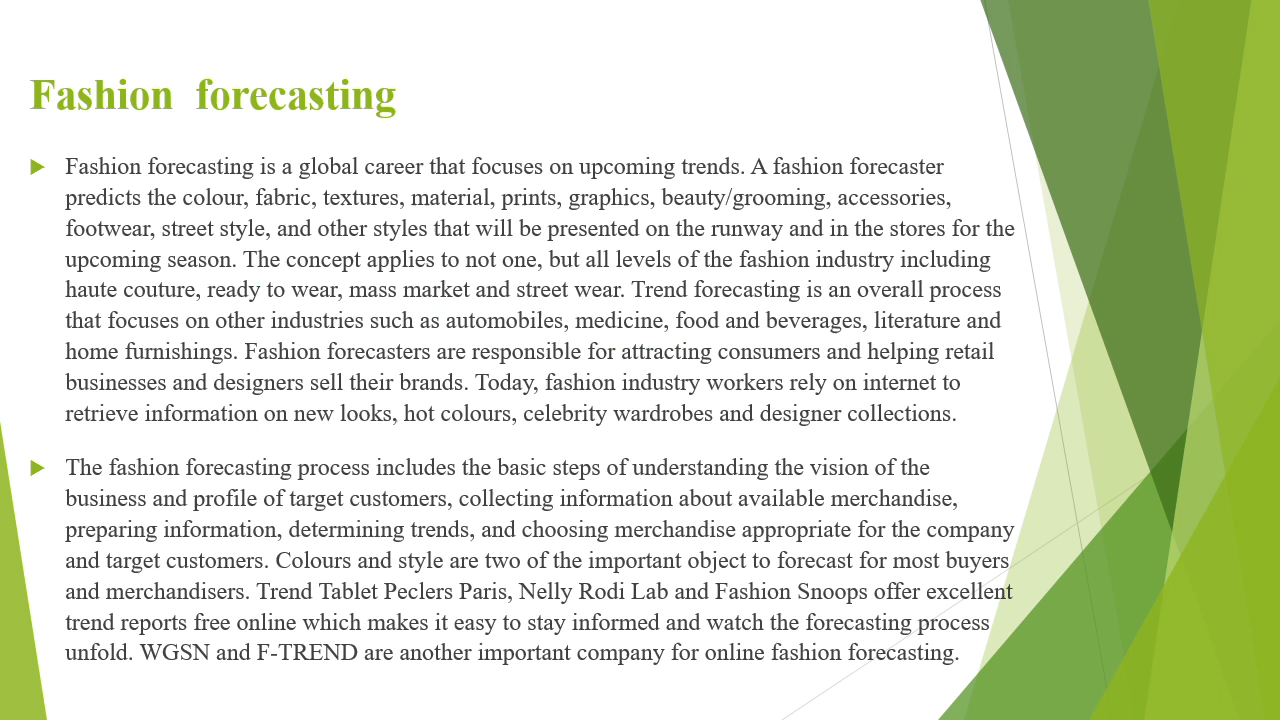 Fashion forecasting
Fashion forecasting is a global career that focuses on upcoming trends. A fashion forecaster
predicts the colour, fabric, textures, material, prints, graphics, beauty/grooming, accessories,
footwear, street style, and other styles that will be presented on the runway and in the stores for the
upcoming season. The concept applies to not one, but all levels of the fashion industry including
haute couture, ready to wear, mass market and street wear. Trend forecasting is an overall process
that focuses on other industries such as automobiles, medicine, food and beverages, literature and
home furnishings. Fashion forecasters are responsible for attracting consumers and helping retail
businesses and designers sell their brands. Today, fashion industry workers rely on internet to
retrieve information on new looks, hot colours, celebrity wardrobes and designer collections.
The fashion forecasting process includes the basic steps of understanding the vision of the
business and profile of target customers, collecting information about available merchandise,
preparing information, determining trends, and choosing merchandise appropriate for the company
and target customers. Colours and style are two of the important object to forecast for most buyers
and merchandisers. Trend Tablet Peclers Paris, Nelly Rodi Lab and Fashion Snoops offer excellent
trend reports free online which makes it easy to stay informed and watch the forecasting process
unfold. WGSN and F-TREND are another important company for online fashion forecasting.